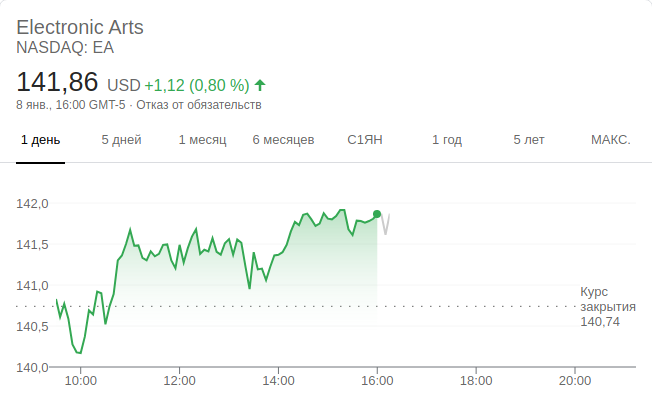 Electronic Arts
NASDAQ: EA
141,86 USD +1,12 (0,80 %)
8 янв., 16:00 GMT-5 · Отказ от обязательств
1 день 5 дней 1 месяц 6 месяцев С1ЯН 1 год 5 лет МАКС.
142,0
141,5
141,0
Курс
закрытия
140,74
140,5
140,0
10:00 12:00 14:00 16:00 18:00 20:00